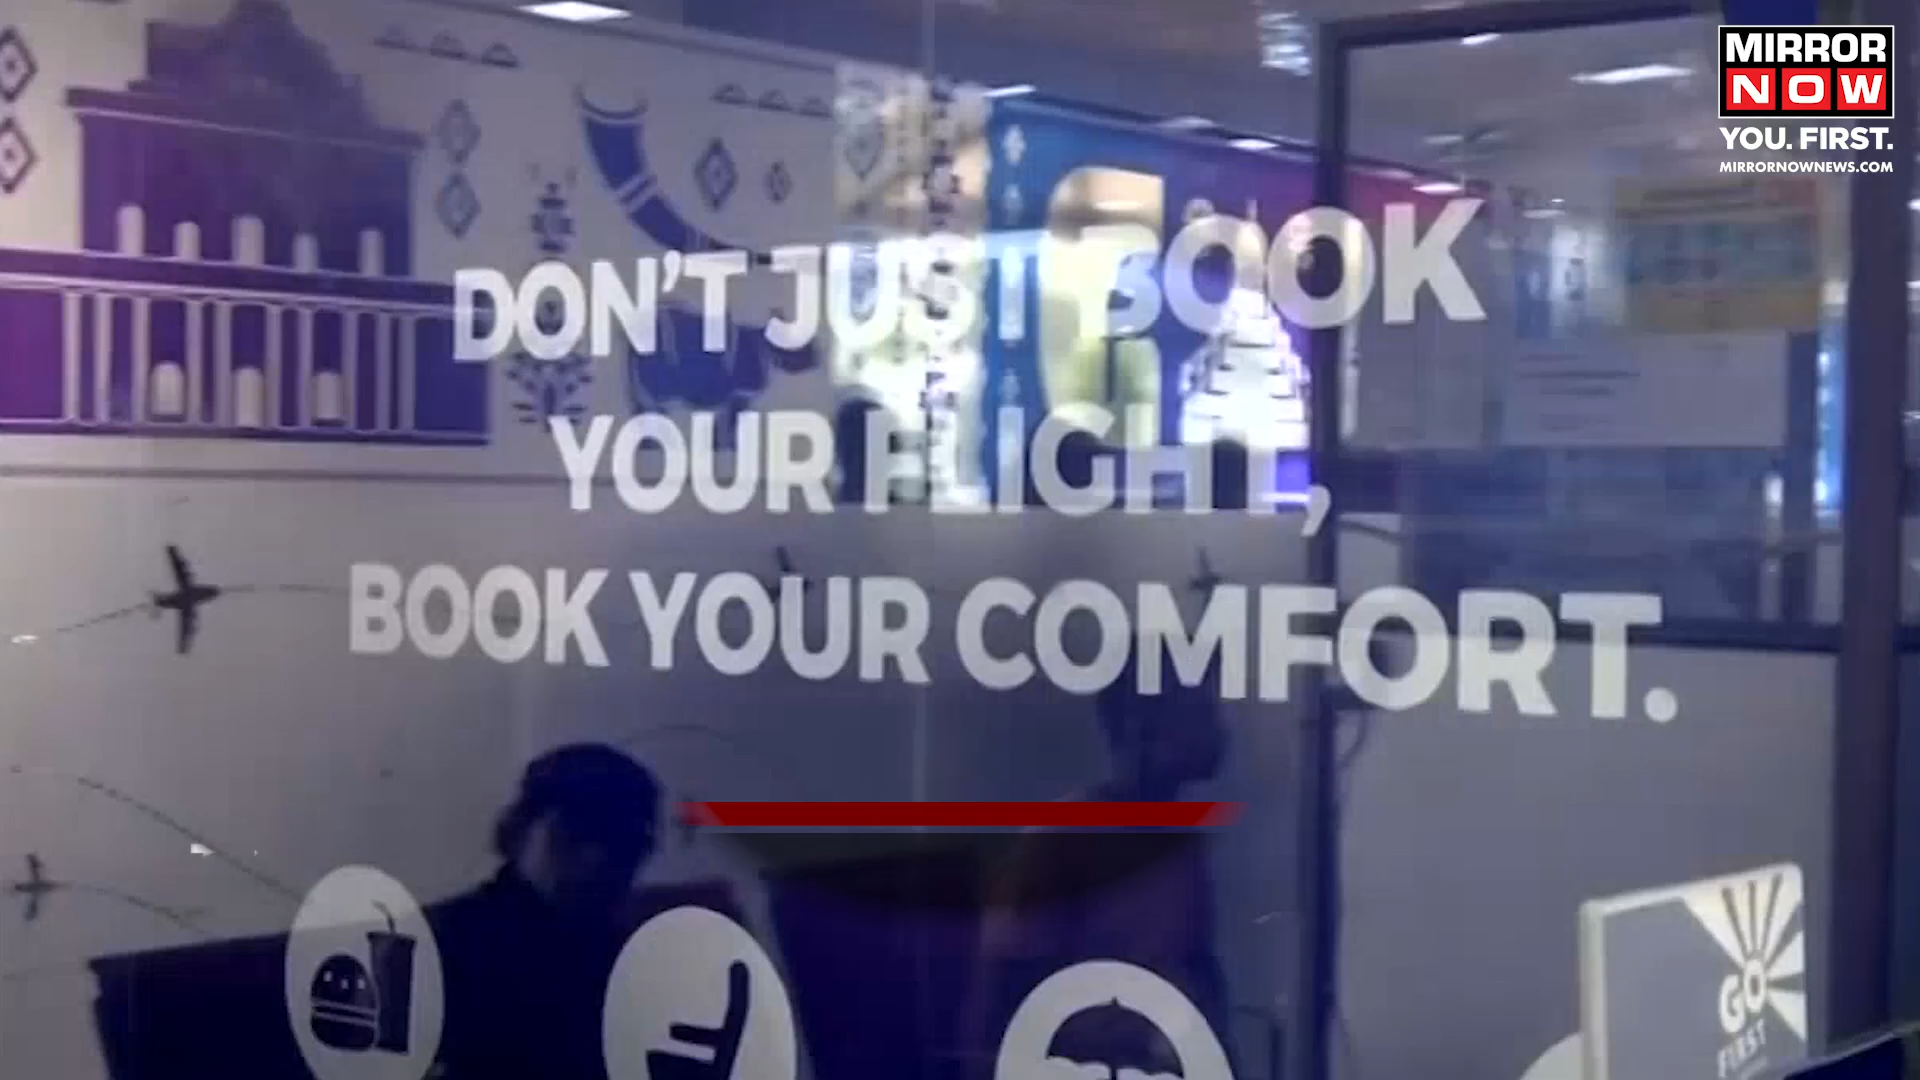 MIRROR
NOW
YOU. FIRST.
MIRRORNOWNEWS.COM
DON'T JUST BOOK
YOUR FLIGHT,
BOOK YOUR COMFORT.
GO
FIRST